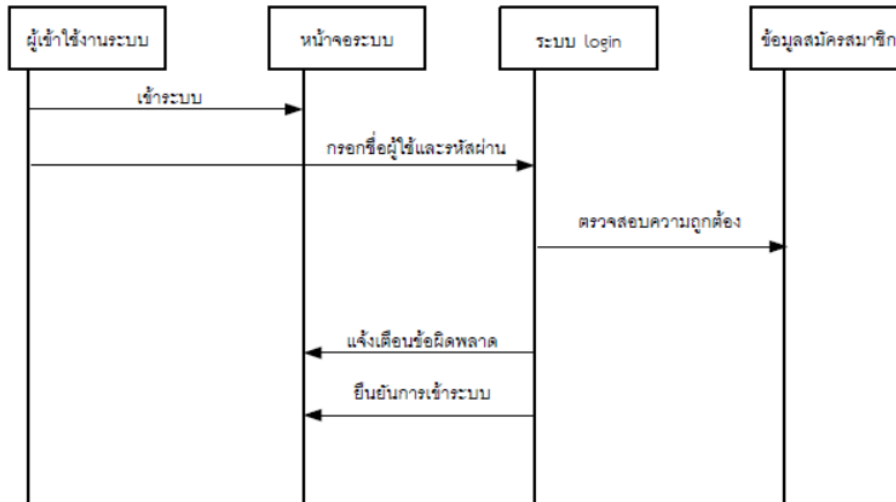 ผู้เข้าใช้งานระบบ
หน้าจอระบบ
ระบบ login
ข้อมูลสมัครสมาชิก
เข้าระบบ
กรอกชื่อผู้ใช้และรหัสผ่าน
ตรวจสอบความถูกต้อง
แจ้งเตือนข้อผิดพลาด
ยืนยันการเข้าระบบ